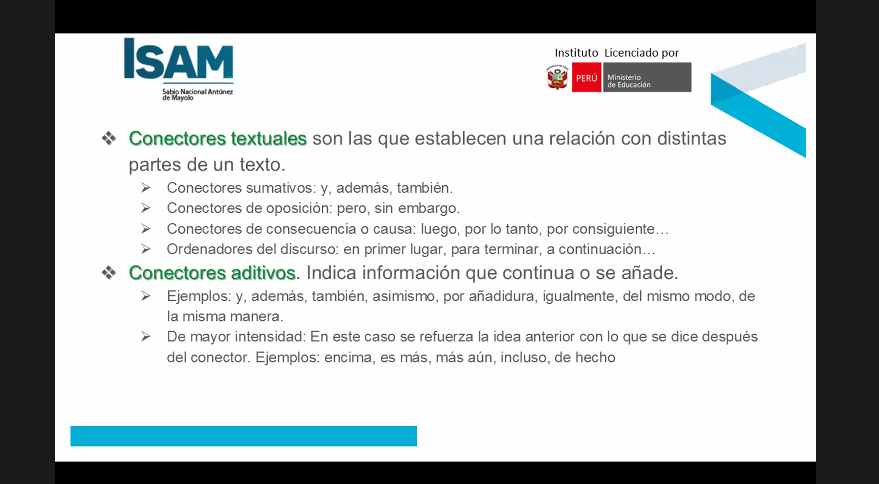 ISAM
Sabio Nacional Antúnez
de Mayolo
Instituto Licenciado por
PERÚ
Ministerio
de Educación
Conectores textuales son las que establecen una relación con distintas
partes de un texto.
Conectores sumativos: y, además, también.
Conectores de oposición: pero, sin embargo.
Conectores de consecuencia o causa: luego, por lo tanto, por consiguiente…
Ordenadores del discurso: en primer lugar, para terminar, a continuación…
Conectores aditivos. Indica información que continua o se añade.
Ejemplos: y, además, también, asimismo, por añadidura, igualmente, del mismo modo, de
la misma manera.
De mayor intensidad: En este caso se refuerza la idea anterior con lo que se dice después
del conector. Ejemplos: encima, es más, más aún, incluso, de hecho